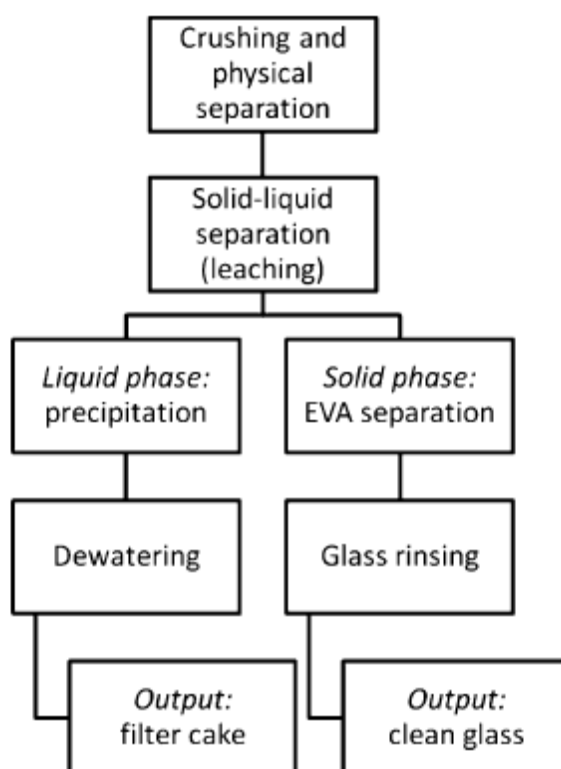 Crushing and
physical
separation
Solid-liquid
separation
(leaching)
Liquid phase:
precipitation
Solid phase:
EVA separation
Dewatering
Glass rinsing
Output:
filter cake
Output:
clean glass